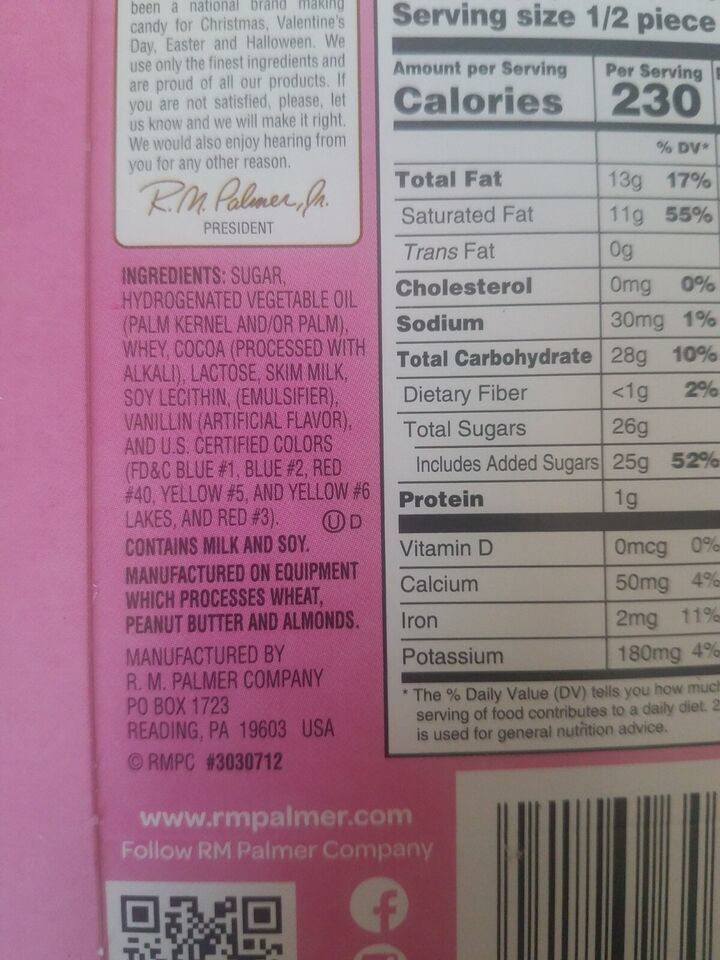 been a national brand making
candy for Christmas, Valentine's
Day, Easter and Halloween. We
use only the finest ingredients and
are proud of all our products. If
you are not satisfied, please, let
us know and we will make it right.
We would also enjoy hearing from
you for any other reason.
R. M. Palmer, Jr.
PRESIDENT
INGREDIENTS: SUGAR,
HYDROGENATED VEGETABLE OIL
(PALM KERNEL AND/OR PALM),
WHEY, COCOA (PROCESSED WITH
ALKALI), LACTOSE, SKIM MILK,
SOY LECITHIN, (EMULSIFIER),
VANILLIN (ARTIFICIAL FLAVOR),
AND U.S. CERTIFIED COLORS
(FD&C BLUE #1, BLUE #2, RED
#40, YELLOW #5, AND YELLOW #6
LAKES, AND RED #3). Ⓤ D
CONTAINS MILK AND SOY.
MANUFACTURED ON EQUIPMENT
WHICH PROCESSES WHEAT,
PEANUT BUTTER AND ALMONDS.
MANUFACTURED BY
R. M. PALMER COMPANY
PO BOX 1723
READING, PA 19603 USA
© RMPC #3030712
www.rmpalmer.com
Follow RM Palmer Company
Serving size 1/2 piece
Amount per Serving Per Serving
Calories 230
% DV*
Total Fat 13g 17%
Saturated Fat 11g 55%
Trans Fat 0g
Cholesterol 0mg 0%
Sodium 30mg 1%
Total Carbohydrate 28g 10%
Dietary Fiber <1g 2%
Total Sugars 26g
Includes Added Sugars 25g 52%
Protein 1g
Vitamin D 0mcg 0%
Calcium 50mg 4%
Iron 2mg 11%
Potassium 180mg 4%
* The % Daily Value (DV) tells you how much
serving of food contributes to a daily diet. 2
is used for general nutrition advice.